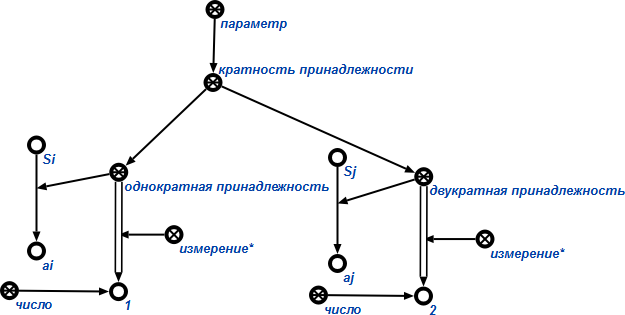 параметр
кратность принадлежности
Si
однократная принадлежность
Sj
двукратная принадлежность
измерение*
измерение*
ai
aj
число
1
число
2